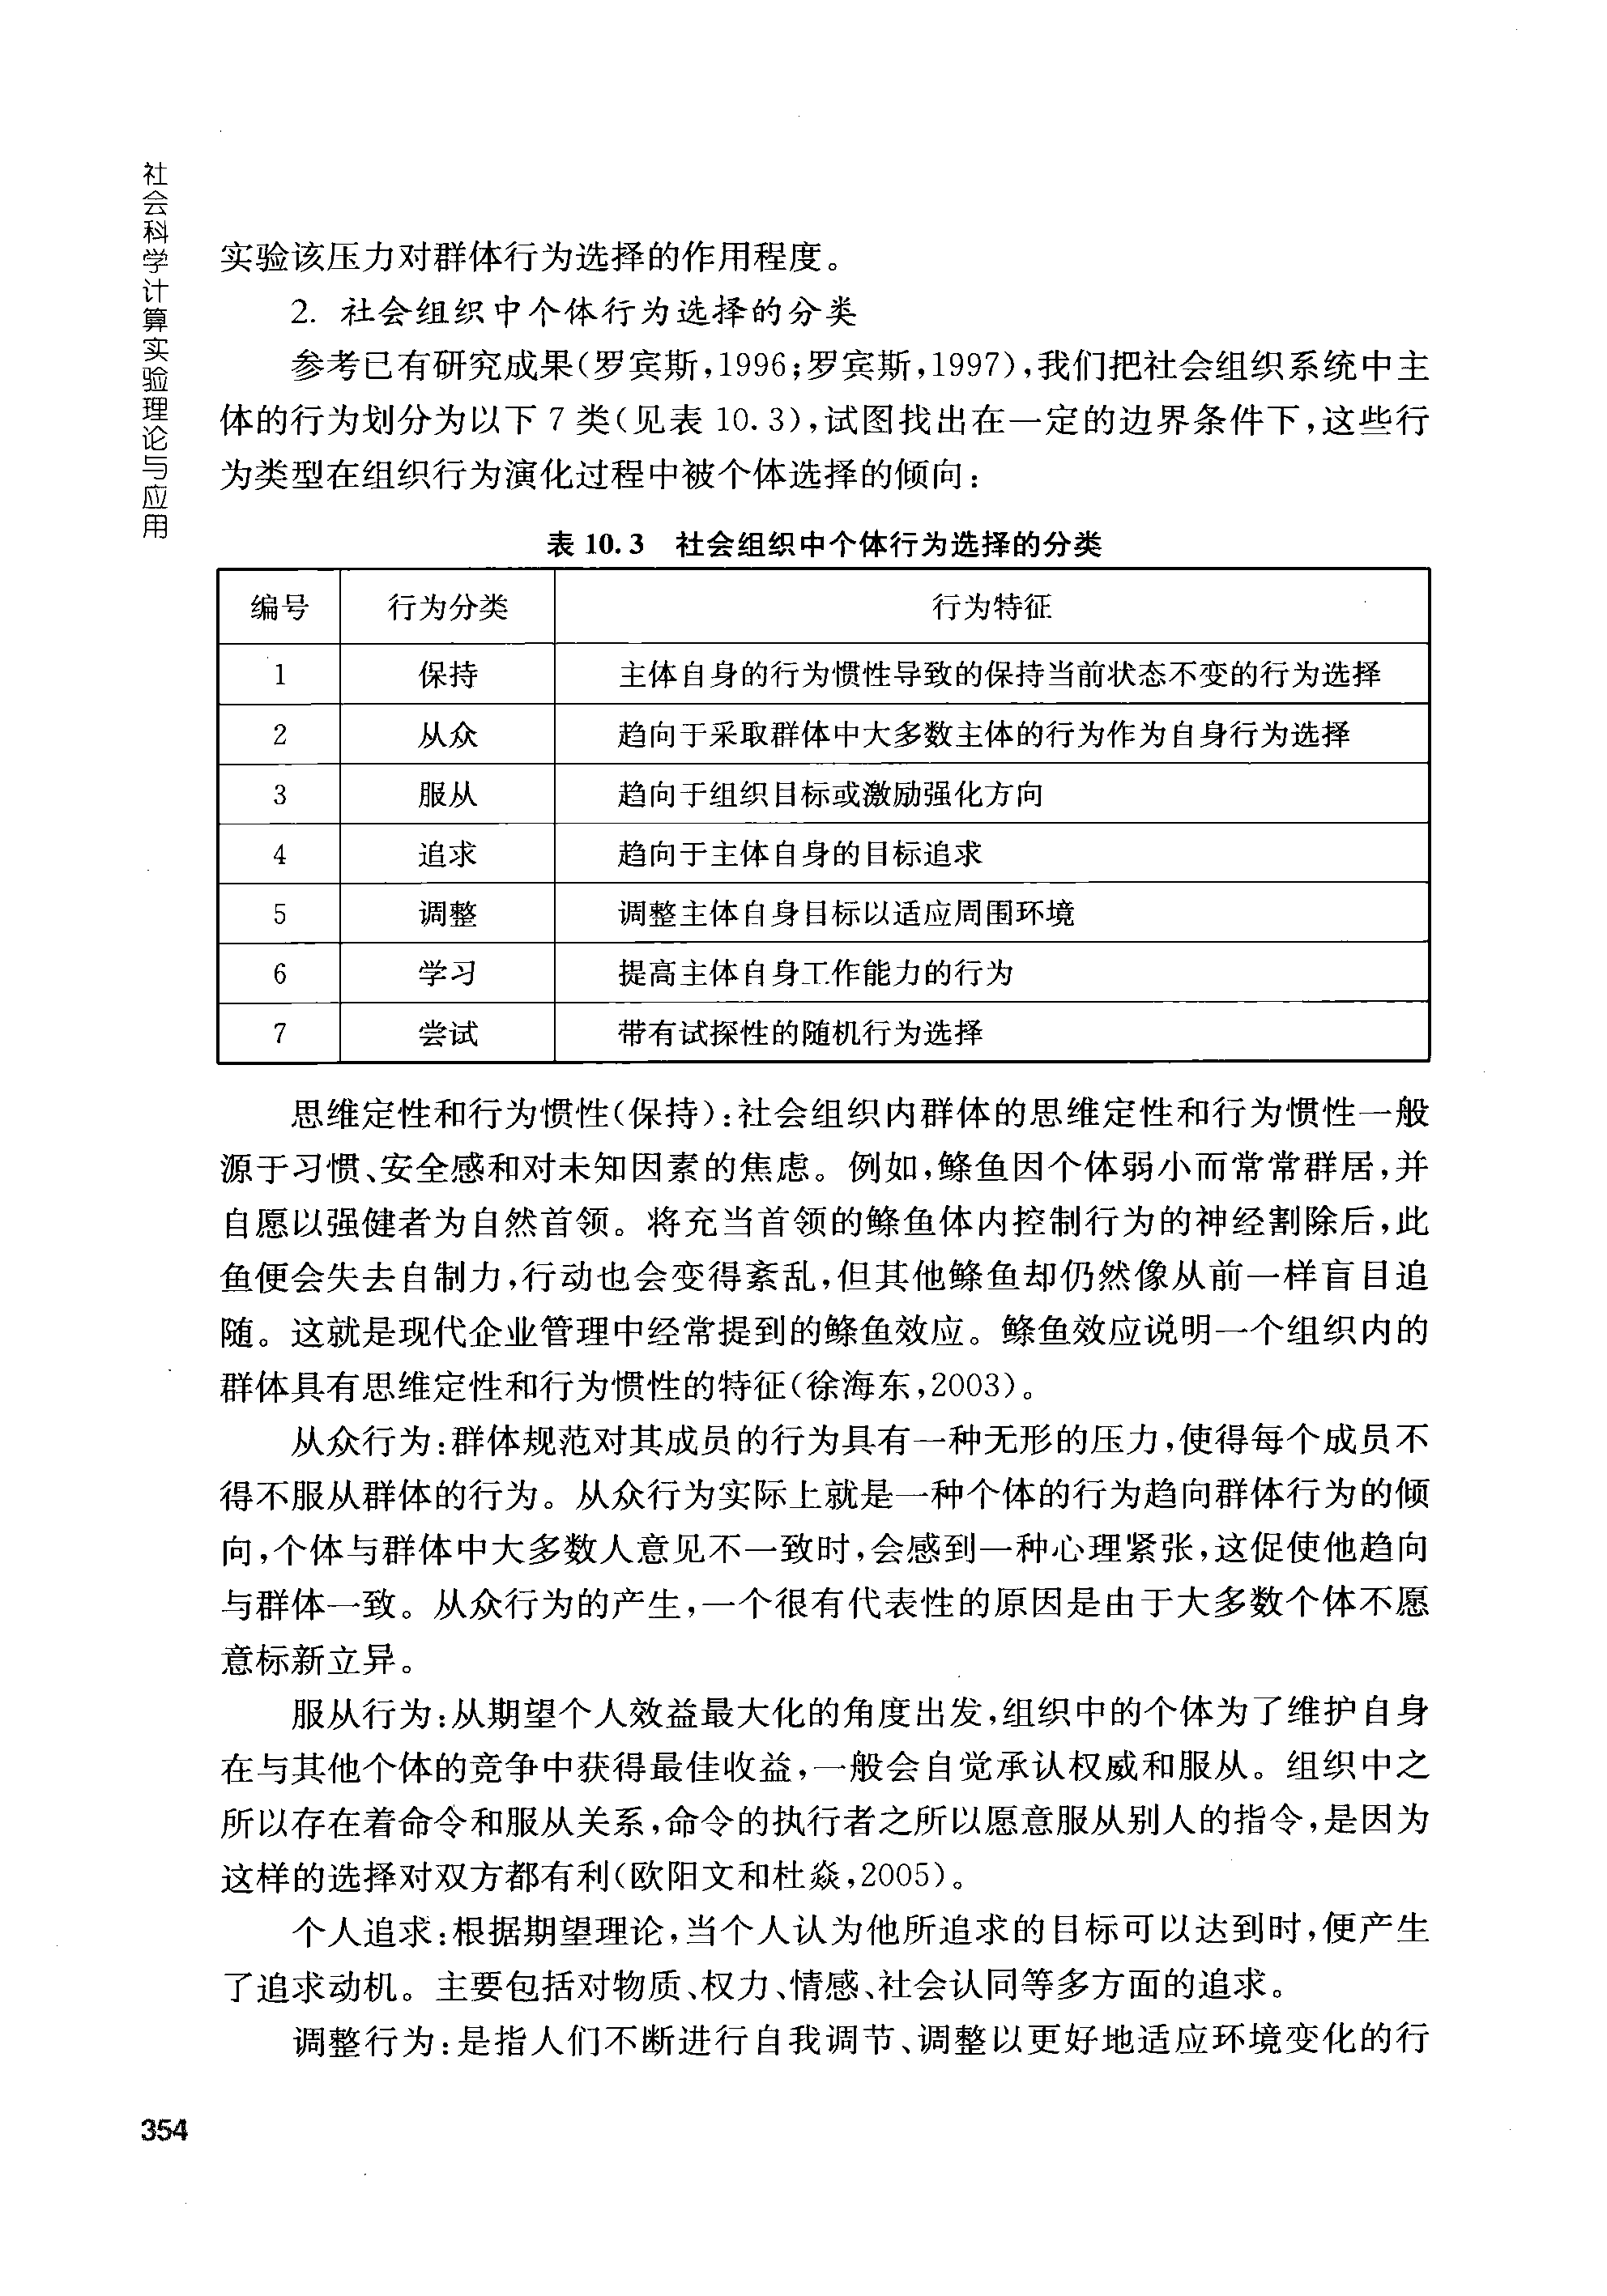 社会科学计算实验理论与应用
实验该压力对群体行为选择的作用程度。
2. 社会组织中个体行为选择的分类
参考已有研究成果(罗宾斯,1996;罗宾斯,1997),我们把社会组织系统中主
体的行为划分为以下 7 类(见表 10.3),试图找出在一定的边界条件下,这些行
为类型在组织行为演化过程中被个体选择的倾向:
表 10.3 社会组织中个体行为选择的分类
编号 行为分类 行为特征
1 保持 主体自身的行为惯性导致的保持当前状态不变的行为选择
2 从众 趋向于采取群体中大多数主体的行为作为自身行为选择
3 服从 趋向于组织目标或激励强化方向
4 追求 趋向于主体自身的目标追求
5 调整 调整主体自身目标以适应周围环境
6 学习 提高主体自身工作能力的行为
7 尝试 带有试探性的随机行为选择
思维定性和行为惯性(保持):社会组织内群体的思维定性和行为惯性一般
源于习惯、安全感和对未知因素的焦虑。例如,鲦鱼因个体弱小而常常群居,并
自愿以强健者为自然首领。将充当首领的鲦鱼体内控制行为的神经割除后,此
鱼便会失去自制力,行动也会变得紊乱,但其他鲦鱼却仍然像从前一样盲目追
随。这就是现代企业管理中经常提到的鲦鱼效应。鲦鱼效应说明一个组织内的
群体具有思维定性和行为惯性的特征(徐海东,2003)。
从众行为:群体规范对其成员的行为具有一种无形的压力,使得每个成员不
得不服从群体的行为。从众行为实际上就是一种个体的行为趋向群体行为的倾
向,个体与群体中大多数人意见不一致时,会感到一种心理紧张,这促使他趋向
与群体一致。从众行为的产生,一个很有代表性的原因是由于大多数个体不愿
意标新立异。
服从行为:从期望个人效益最大化的角度出发,组织中的个体为了维护自身
在与其他个体的竞争中获得最佳收益,一般会自觉承认权威和服从。组织中之
所以存在着命令和服从关系,命令的执行者之所以愿意服从别人的指令,是因为
这样的选择对双方都有利(欧阳文和杜焱,2005)。
个人追求:根据期望理论,当个人认为他所追求的目标可以达到时,便产生
了追求动机。主要包括对物质、权力、情感、社会认同等多方面的追求。
调整行为:是指人们不断进行自我调节、调整以更好地适应环境变化的行
354